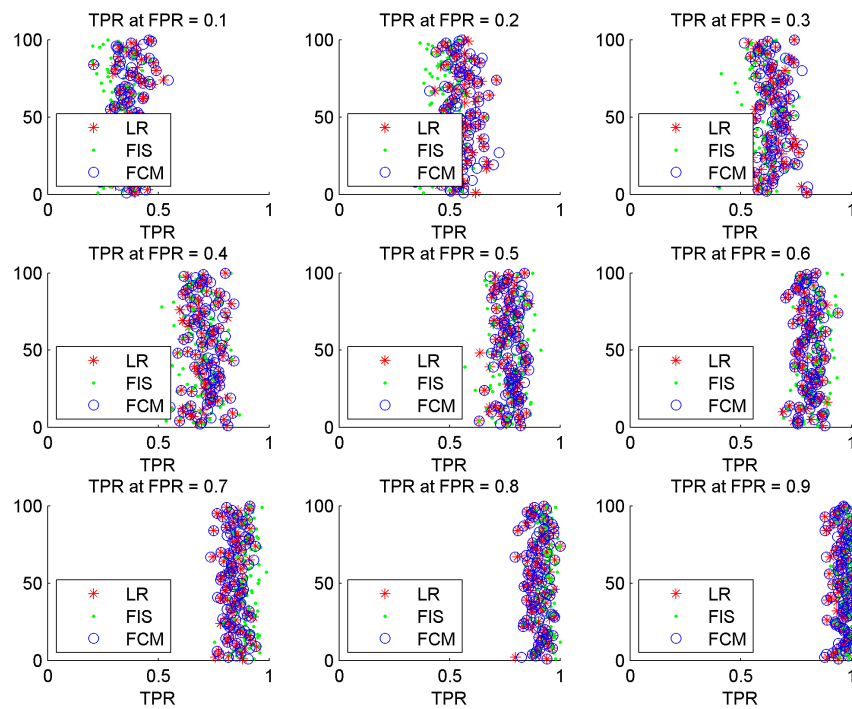 TPR at FPR = 0.1
TPR at FPR = 0.2
TPR at FPR = 0.3
100
50
0
LR
FIS
FCM
0 0.5 1
TPR
100
50
0
LR
FIS
FCM
0 0.5 1
TPR
100
50
0
LR
FIS
FCM
0 0.5 1
TPR
TPR at FPR = 0.4
TPR at FPR = 0.5
TPR at FPR = 0.6
100
50
0
LR
FIS
FCM
0 0.5 1
TPR
100
50
0
LR
FIS
FCM
0 0.5 1
TPR
100
50
0
LR
FIS
FCM
0 0.5 1
TPR
TPR at FPR = 0.7
TPR at FPR = 0.8
TPR at FPR = 0.9
100
50
0
LR
FIS
FCM
0 0.5 1
TPR
100
50
0
LR
FIS
FCM
0 0.5 1
TPR
100
50
0
LR
FIS
FCM
0 0.5 1
TPR